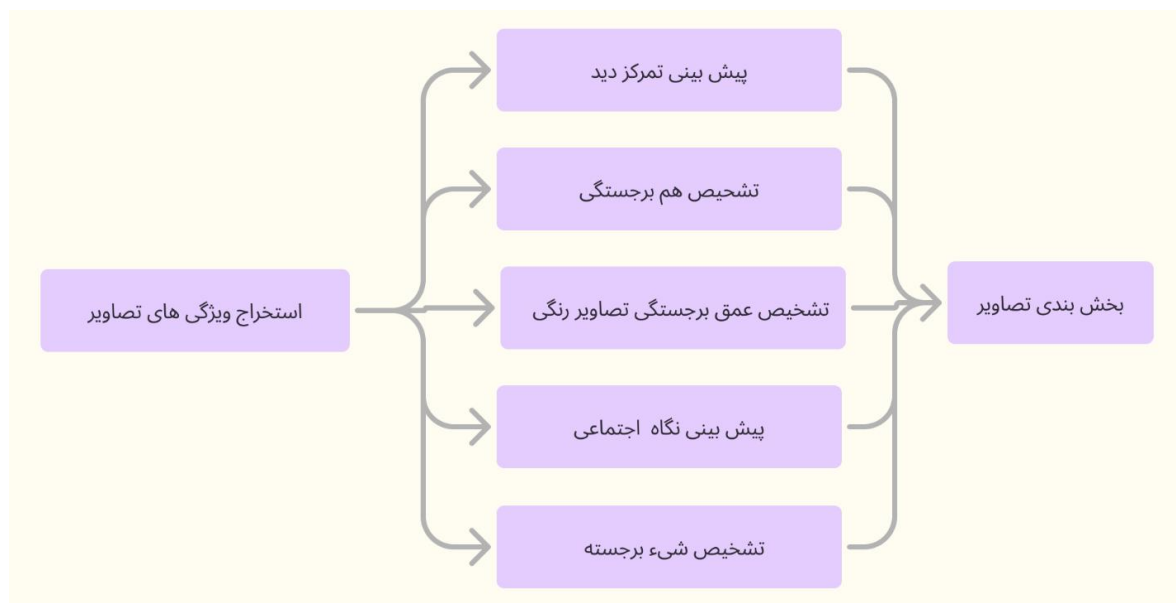 پیش بینی تمرکز دید
تشحیص هم برجستگی
تشخیص عمق برجستگی تصاویر رنگی
پیش بینی نگاه اجتماعی
تشخیص شیء برجسته
استخراج ویژگی های تصاویر
بخش بندی تصاویر